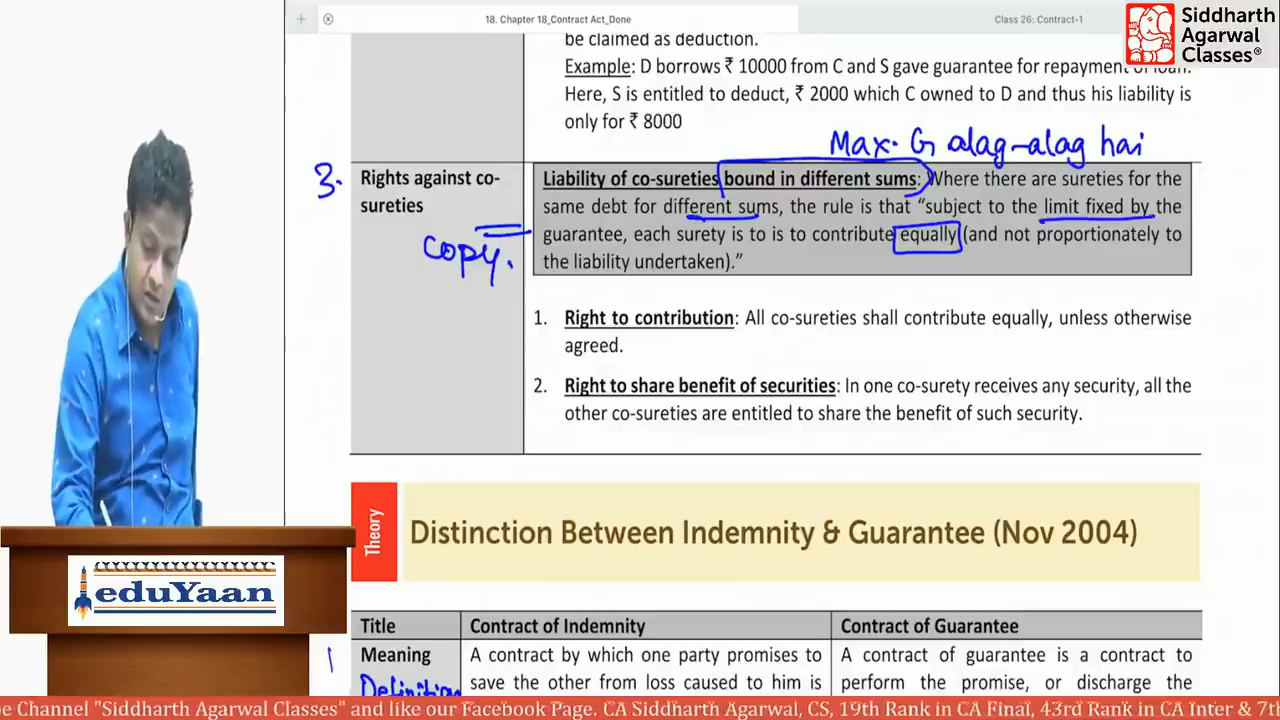 18. Chapter 18_Contract Act_Done
Class 26: Contract-1
Siddharth
Agarwal
Classes®
be claimed as deduction.
Example: D borrows ₹ 10000 from C and S gave guarantee for repayment of loan.
Here, S is entitled to deduct, ₹ 2000 which C owned to D and thus his liability is
only for ₹ 8000
Max. G alag-alag hai
3.
Rights against co-
sureties
copy.
Liability of co-sureties bound in different sums: Where there are sureties for the
same debt for different sums, the rule is that “subject to the limit fixed by the
guarantee, each surety is to is to contribute equally (and not proportionately to
the liability undertaken).”
1. Right to contribution: All co-sureties shall contribute equally, unless otherwise
agreed.
2. Right to share benefit of securities: In one co-surety receives any security, all the
other co-sureties are entitled to share the benefit of such security.
Theory
Distinction Between Indemnity & Guarantee (Nov 2004)
Title Contract of Indemnity Contract of Guarantee
1
Meaning
Definition
A contract by which one party promises to
save the other from loss caused to him is
A contract of guarantee is a contract to
perform the promise, or discharge the
eduYaan
be Channel "Siddharth Agarwal Classes" and like our Facebook Page. CA Siddharth Agarwal, CS, 19th Rank in CA Final, 43rd Rank in CA Inter & 7th